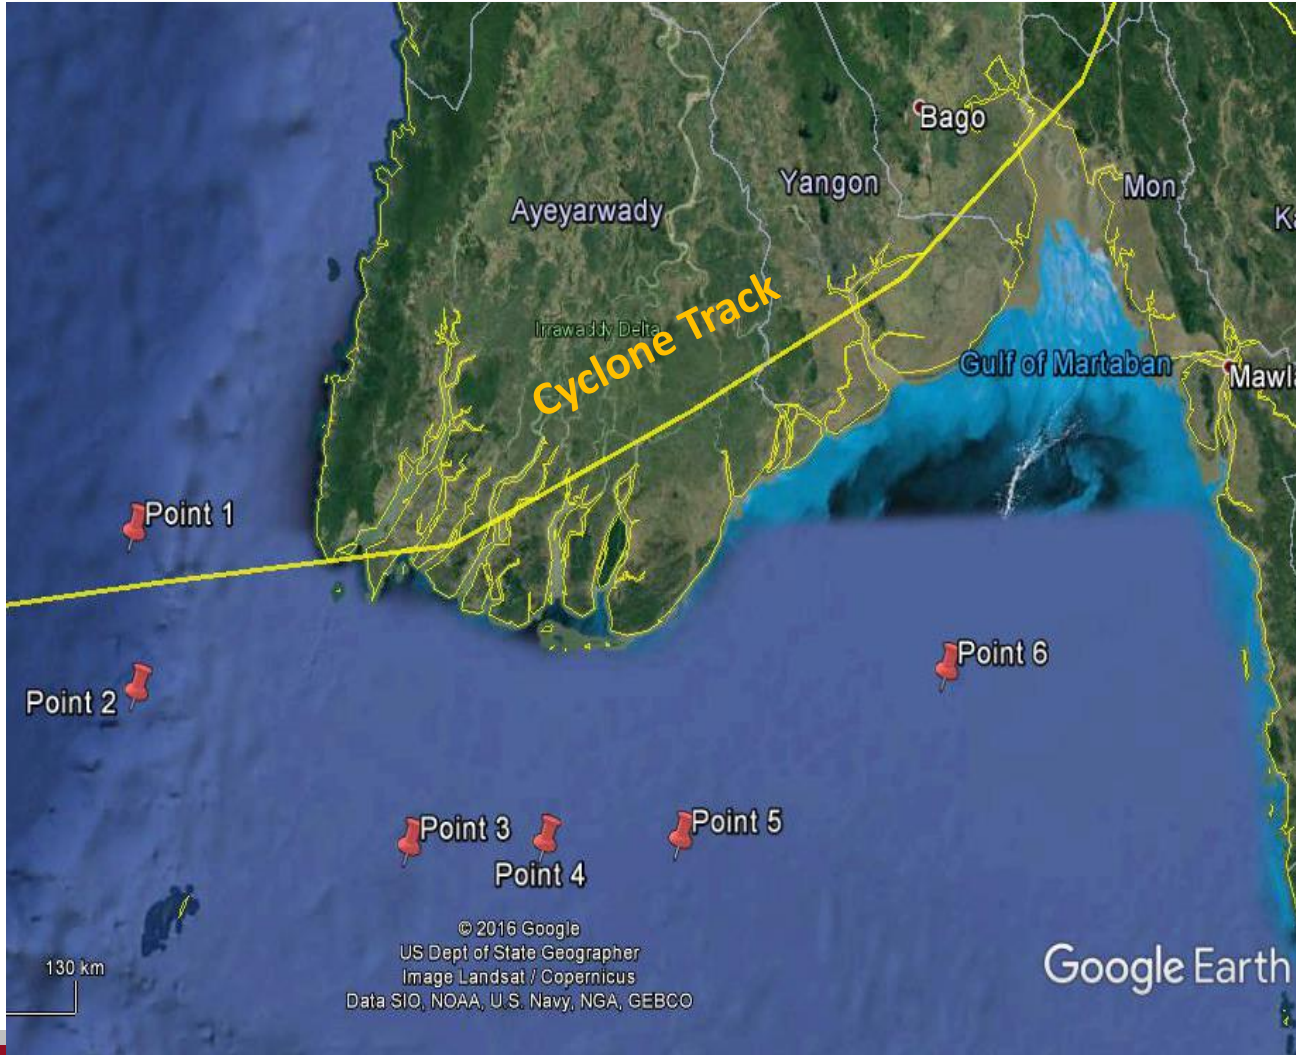 Bago
Yangon
Mon
Ayeyarwady
Cyclone Track
Irrawaddy Delta
Gulf of Martaban
Point 1
Point 6
Point 2
Point 3
Point 5
Point 4
© 2016 Google
US Dept of State Geographer
Image Landsat / Copernicus
Data SIO, NOAA, U.S. Navy, NGA, GEBCO
130 km
Google Earth